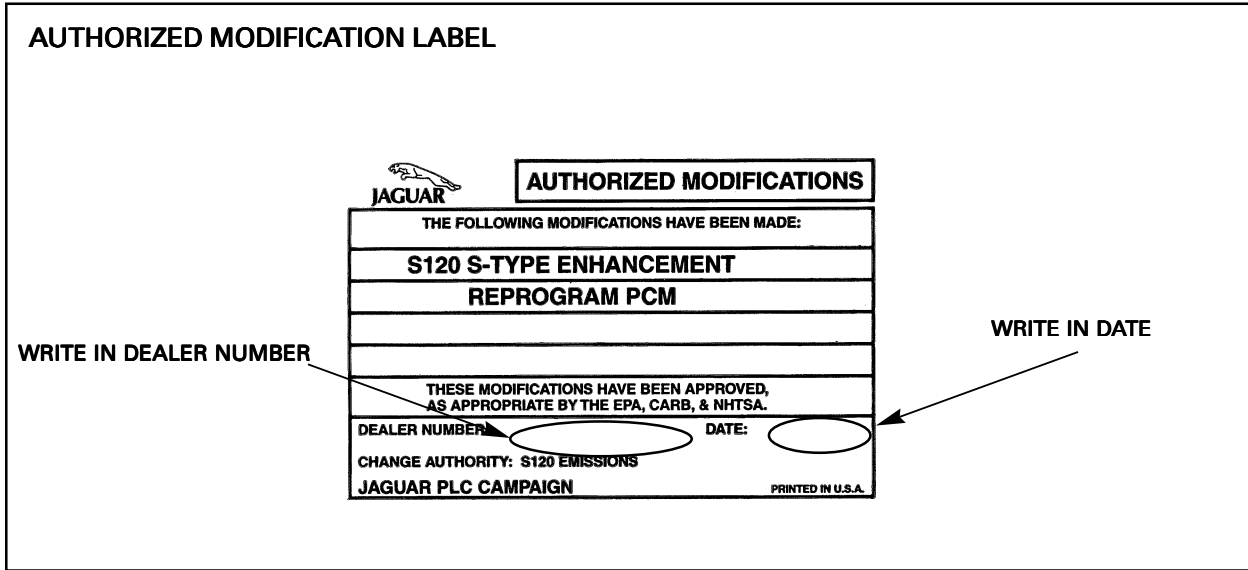 AUTHORIZED MODIFICATION LABEL
JAGUAR
AUTHORIZED MODIFICATIONS
THE FOLLOWING MODIFICATIONS HAVE BEEN MADE:
S120 S-TYPE ENHANCEMENT
REPROGRAM PCM
WRITE IN DATE
WRITE IN DEALER NUMBER
THESE MODIFICATIONS HAVE BEEN APPROVED,
AS APPROPRIATE BY THE EPA, CARB, & NHTSA.
DEALER NUMBER: DATE:
CHANGE AUTHORITY: S120 EMISSIONS
JAGUAR PLC CAMPAIGN PRINTED IN U.S.A.